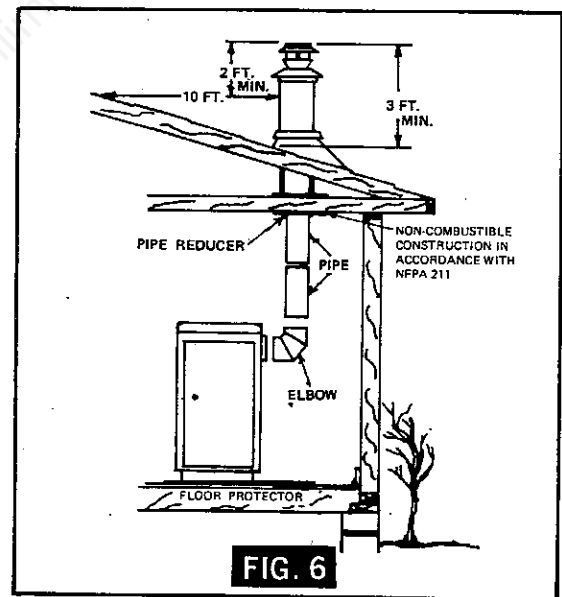 2 FT.
MIN.
10 FT.
3 FT.
MIN.
PIPE REDUCER
NON-COMBUSTIBLE
CONSTRUCTION IN
ACCORDANCE WITH
NFPA 211
PIPE
ELBOW
FLOOR PROTECTOR
FIG. 6